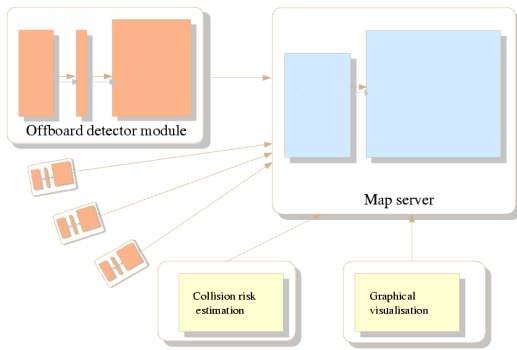 Offboard detector module
Map server
Collision risk
estimation
Graphical
visualisation